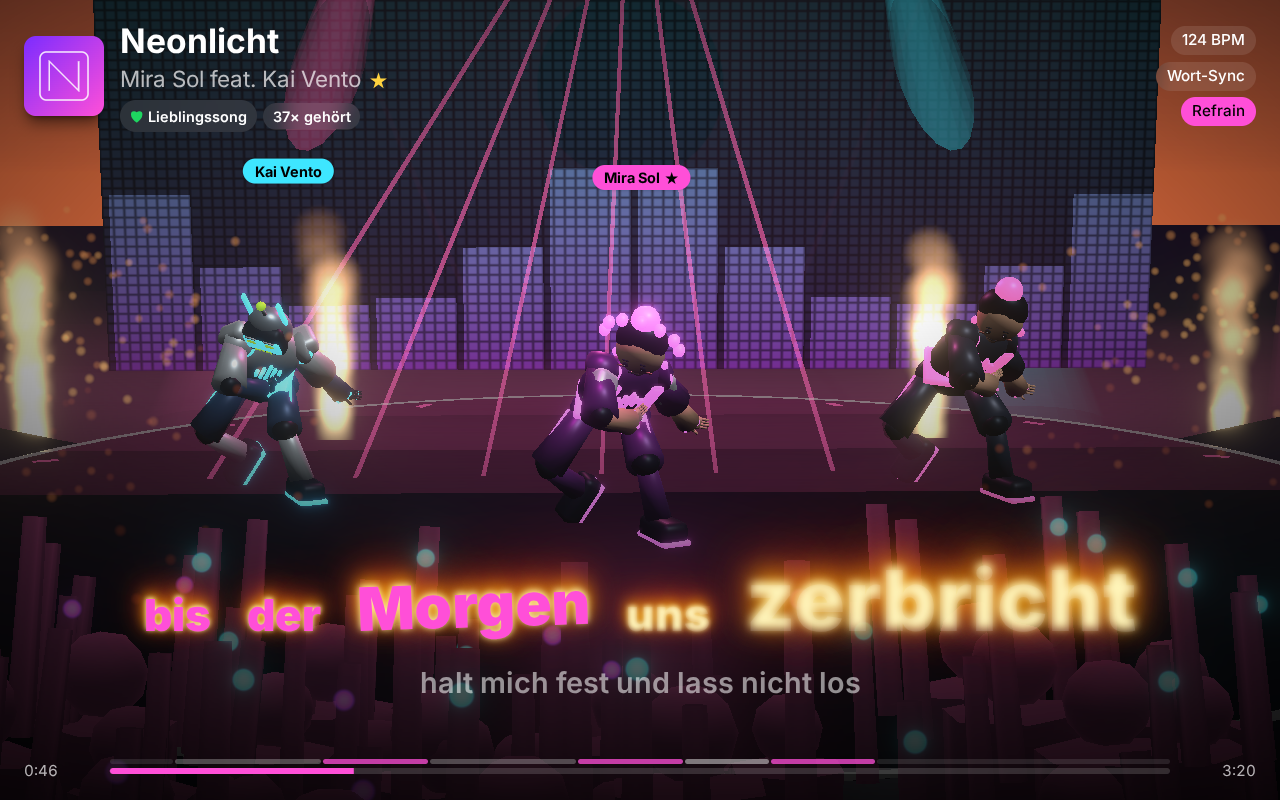 N
Neonlicht
Mira Sol feat. Kai Vento ★
Lieblingssong
37× gehört
124 BPM
Wort-Sync
Refrain
Kai Vento
Mira Sol ★
bis der Morgen uns zerbricht
halt mich fest und lass nicht los
0:46
3:20